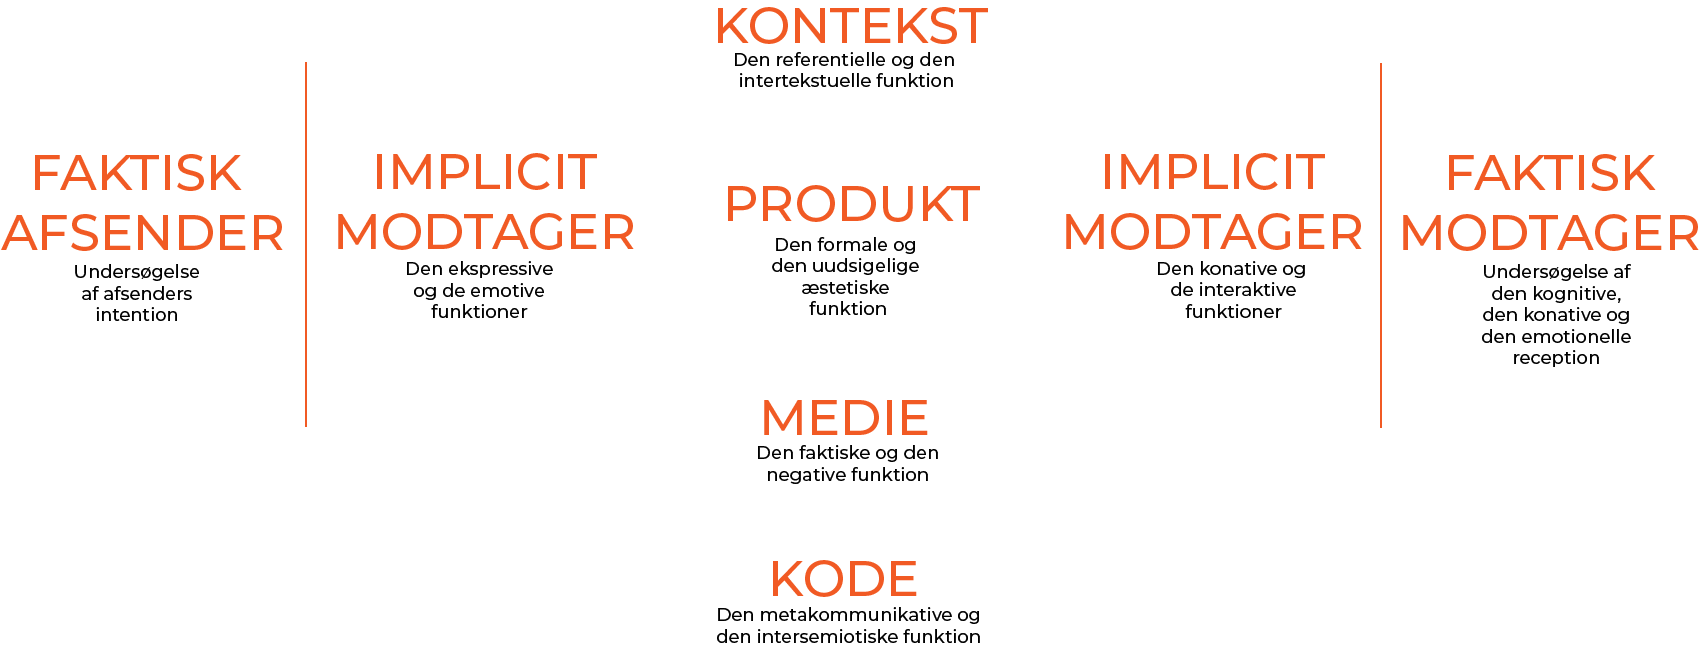 KONTEKST
Den referentielle og den
intertekstuelle funktion
FAKTISK
AFSENDER
Undersøgelse
af afsenders
intention
IMPLICIT
MODTAGER
Den ekspressive
og de emotive
funktioner
PRODUKT
Den formale og
den uudsigelige
æstetiske
funktion
IMPLICIT
MODTAGER
Den konative og
de interaktive
funktioner
FAKTISK
MODTAGER
Undersøgelse af
den kognitive,
den konative og
den emotionelle
reception
MEDIE
Den faktiske og den
negative funktion
KODE
Den metakommunikative og
den intersemiotiske funktion